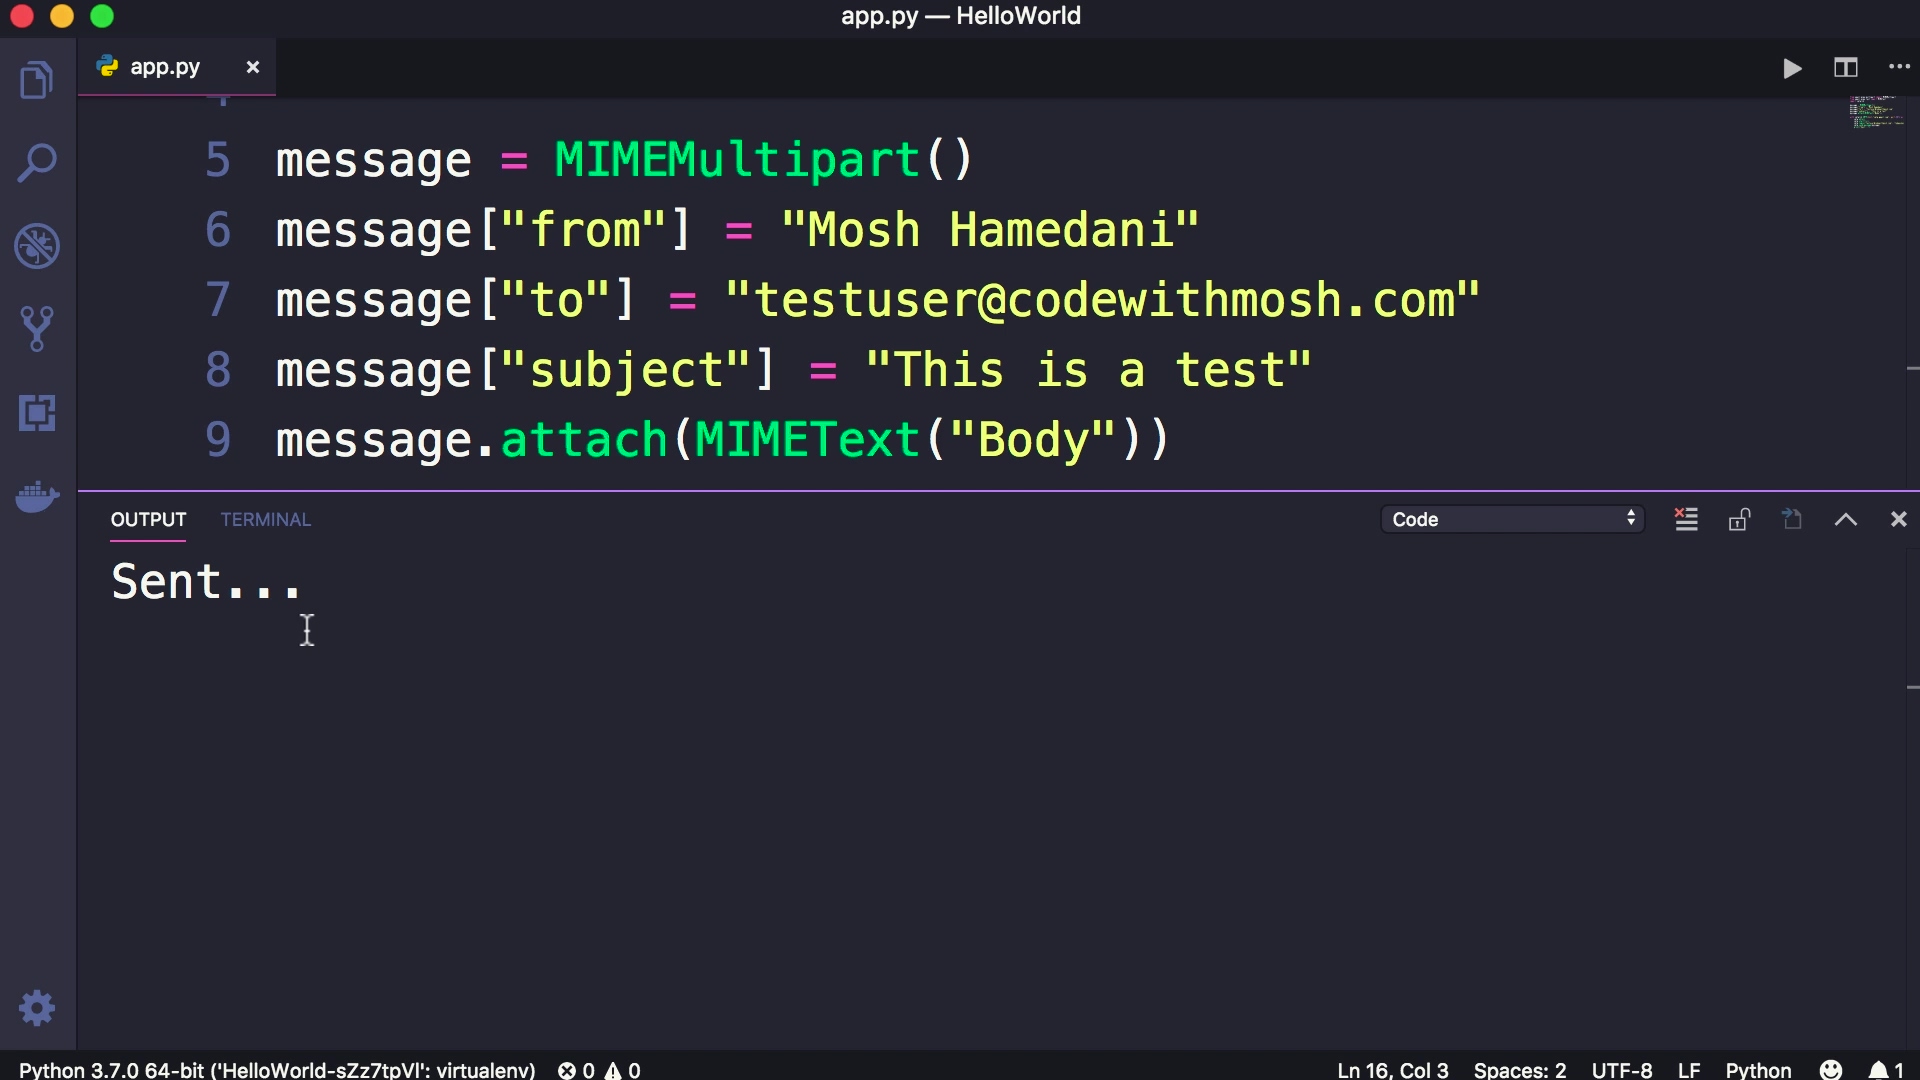 app.py — HelloWorld
app.py
5 message = MIMEMultipart()
6 message["from"] = "Mosh Hamedani"
7 message["to"] = "testuser@codewithmosh.com"
8 message["subject"] = "This is a test"
9 message.attach(MIMEText("Body"))
OUTPUT TERMINAL Code
Sent...
Python 3.7.0 64-bit ('HelloWorld-sZz7tpVI': virtualenv) 0 0 Ln 16, Col 3 Spaces: 2 UTF-8 LF Python 1